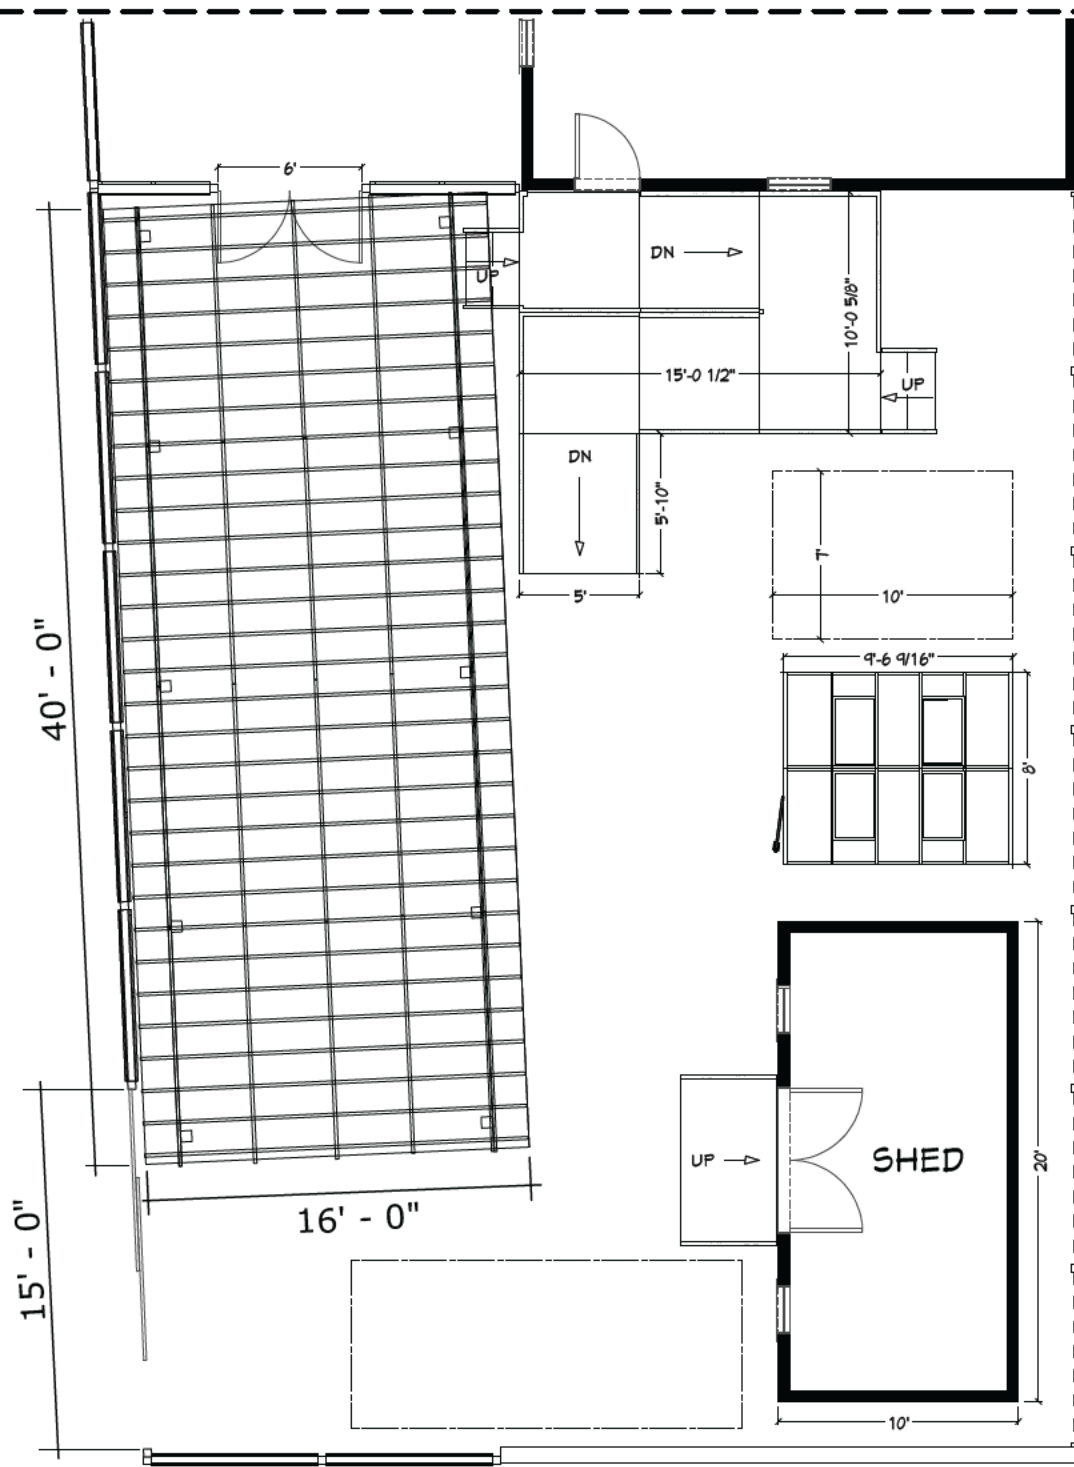 6'
DN
UP
10'-0 5/8"
15'-0 1/2"
UP
DN
5'-10"
7'
5'
10'
40' - 0"
9'-6 9/16"
8'
SHED
UP
20'
16' - 0"
15' - 0"
10'